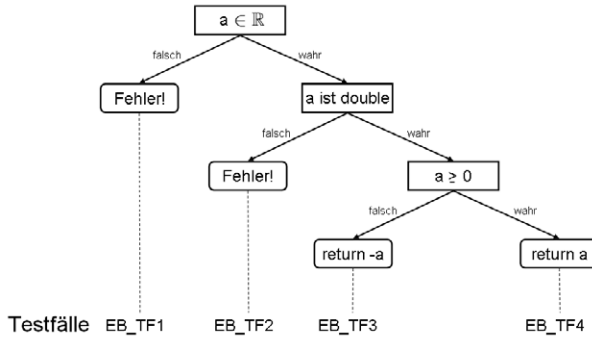 a ∈ ℝ
falsch wahr
Fehler! a ist double
falsch wahr
Fehler! a ≥ 0
falsch wahr
return -a return a
Testfälle EB_TF1 EB_TF2 EB_TF3 EB_TF4